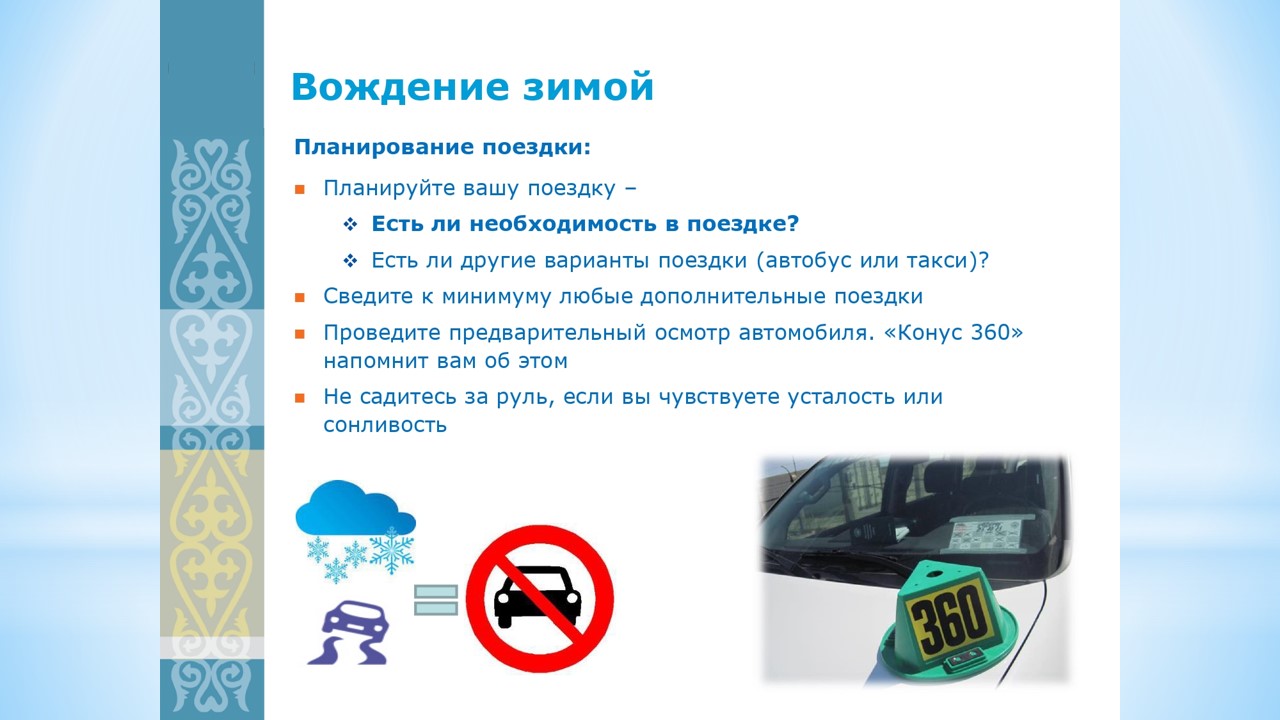 Вождение зимой
Планирование поездки:
Планируйте вашу поездку –
Есть ли необходимость в поездке?
Есть ли другие варианты поездки (автобус или такси)?
Сведите к минимуму любые дополнительные поездки
Проведите предварительный осмотр автомобиля. «Конус 360»
напомнит вам об этом
Не садитесь за руль, если вы чувствуете усталость или
сонливость
360